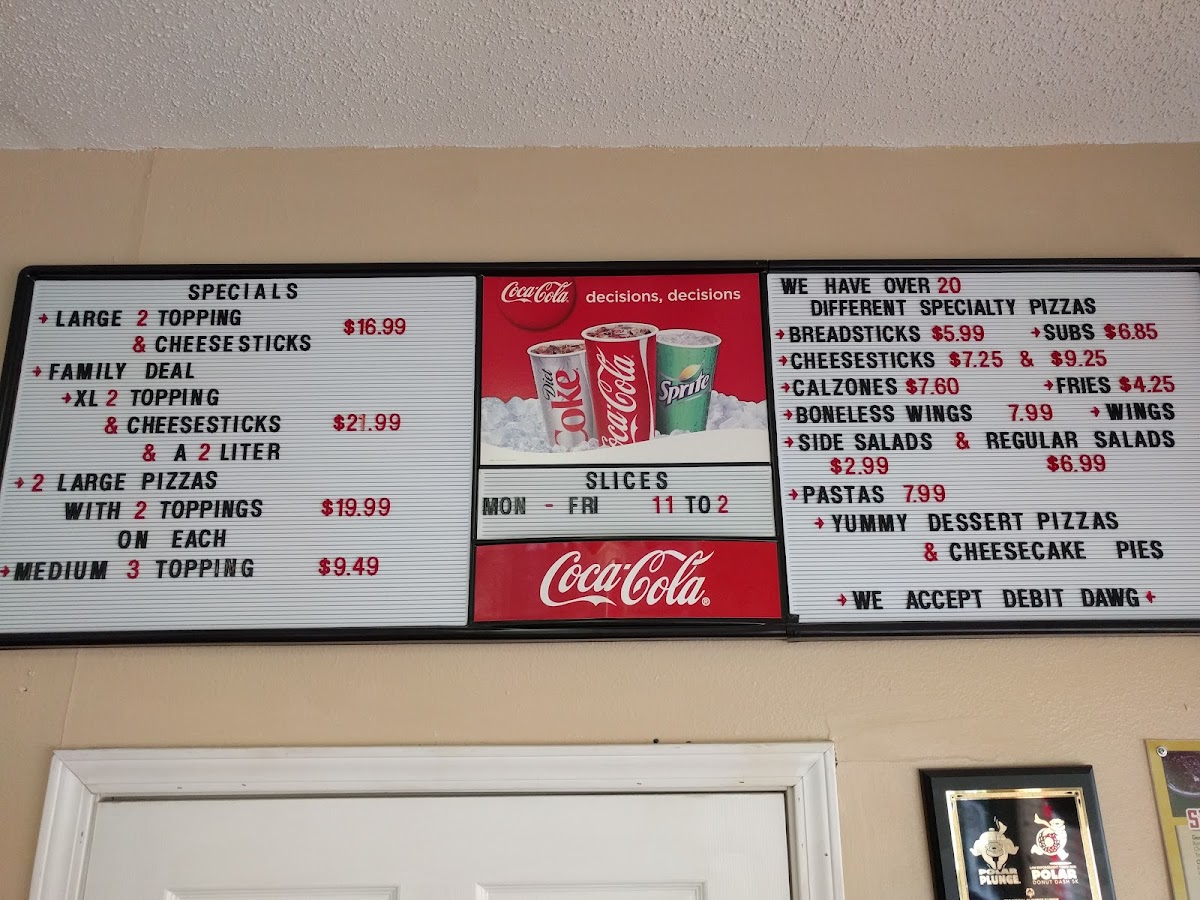 SPECIALS
→ LARGE 2 TOPPING
& CHEESESTICKS $16.99
→ FAMILY DEAL
→ XL 2 TOPPING
& CHEESESTICKS $21.99
& A 2 LITER
→ 2 LARGE PIZZAS
WITH 2 TOPPINGS $19.99
ON EACH
→ MEDIUM 3 TOPPING $9.49
Coca-Cola decisions, decisions
Diet Coke
Coca-Cola
Sprite
SLICES
MON - FRI 11 TO 2
Coca-Cola®
WE HAVE OVER 20
DIFFERENT SPECIALTY PIZZAS
→ BREADSTICKS $5.99 → SUBS $6.85
→ CHEESESTICKS $7.25 & $9.25
→ CALZONES $7.60 → FRIES $4.25
→ BONELESS WINGS 7.99 → WINGS
→ SIDE SALADS & REGULAR SALADS
$2.99 $6.99
→ PASTAS 7.99
→ YUMMY DESSERT PIZZAS
& CHEESECAKE PIES
→ WE ACCEPT DEBIT DAWG ←
POLAR
PLUNGE
POLAR
DONUT DASH 5K